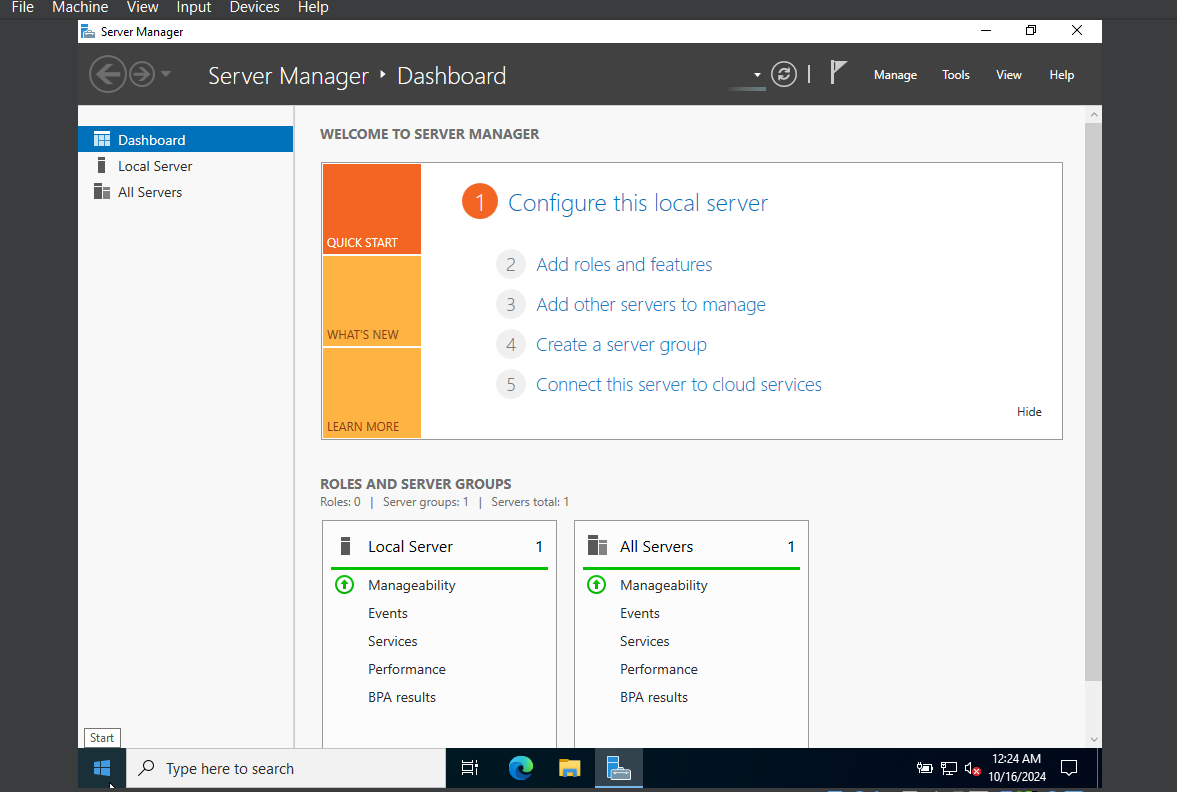 File Machine View Input Devices Help
Server Manager
Server Manager Dashboard
Manage Tools View Help
Dashboard
Local Server
All Servers
WELCOME TO SERVER MANAGER
QUICK START
WHAT'S NEW
LEARN MORE
1 Configure this local server
2 Add roles and features
3 Add other servers to manage
4 Create a server group
5 Connect this server to cloud services
Hide
ROLES AND SERVER GROUPS
Roles: 0 | Server groups: 1 | Servers total: 1
Local Server 1
Manageability
Events
Services
Performance
BPA results
All Servers 1
Manageability
Events
Services
Performance
BPA results
Start
Type here to search
12:24 AM
10/16/2024